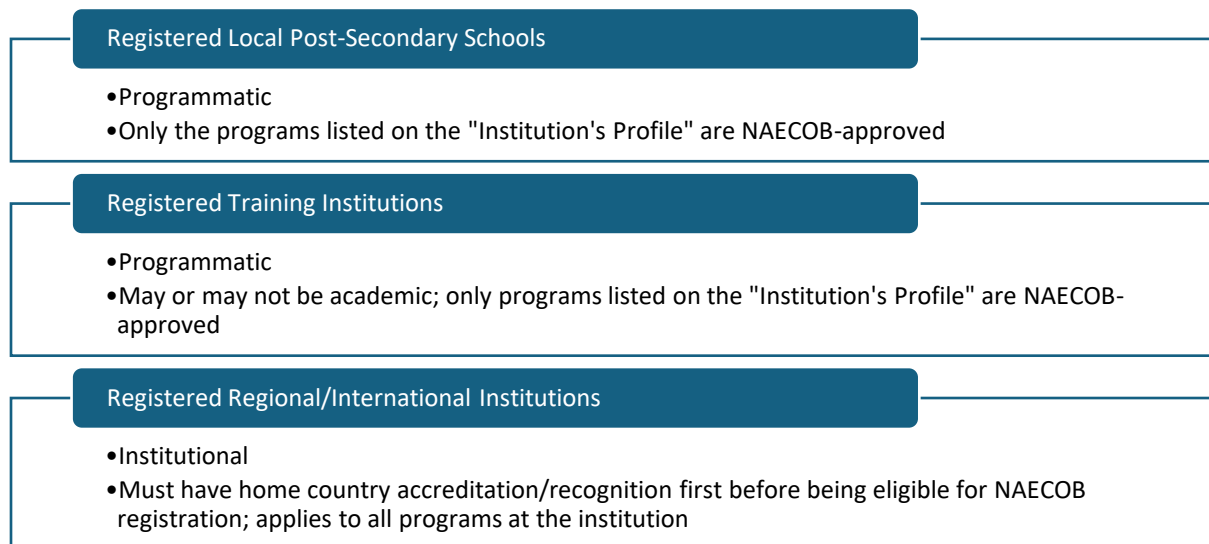 Registered Local Post-Secondary Schools
•Programmatic
•Only the programs listed on the "Institution's Profile" are NAECOB-approved
Registered Training Institutions
•Programmatic
•May or may not be academic; only programs listed on the "Institution's Profile" are NAECOB-
approved
Registered Regional/International Institutions
•Institutional
•Must have home country accreditation/recognition first before being eligible for NAECOB
registration; applies to all programs at the institution